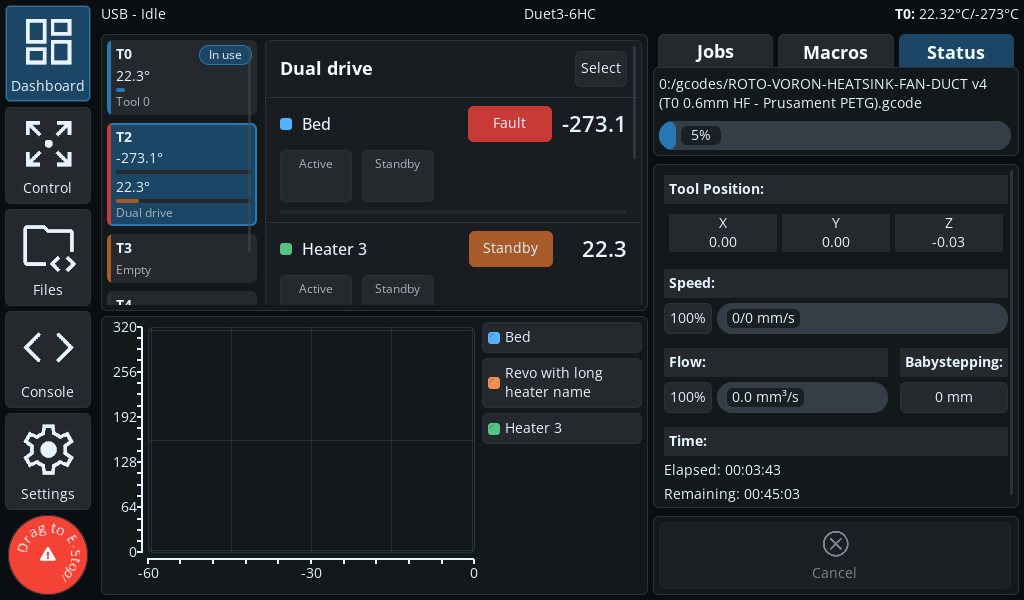 USB - Idle
Duet3-6HC
T0: 22.32°C/-273°C
Dashboard
Control
Files
Console
Settings
Drag to E-Stop!
T0
In use
22.3°
Tool 0
T2
-273.1°
22.3°
Dual drive
T3
Empty
T4
Dual drive
Select
Bed
Fault
-273.1
Active
Standby
Heater 3
Standby
22.3
Active
Standby
320
256
192
128
64
0
-60
-30
0
Bed
Revo with long
heater name
Heater 3
Jobs
Macros
Status
0:/gcodes/ROTO-VORON-HEATSINK-FAN-DUCT v4
(T0 0.6mm HF - Prusament PETG).gcode
5%
Tool Position:
X
0.00
Y
0.00
Z
-0.03
Speed:
100%
0/0 mm/s
Flow:
100%
0.0 mm³/s
Babystepping:
0 mm
Time:
Elapsed: 00:03:43
Remaining: 00:45:03
Cancel